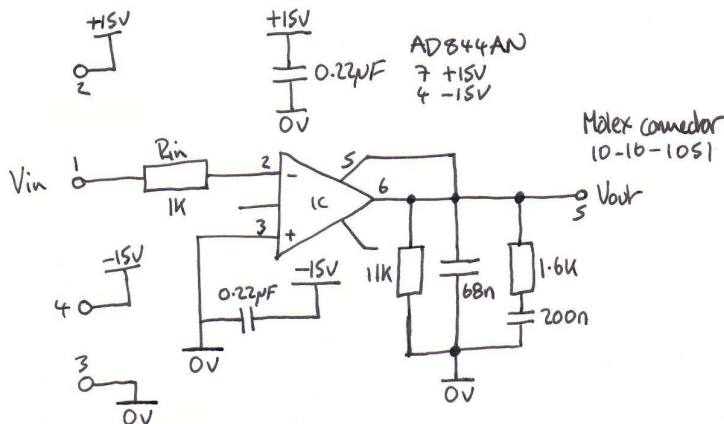 +15V
2
+15V
0.22µF
0V
AD844AN
7 +15V
4 -15V
Molex connector
10-10-1051
Vin
1
Rin
1K
2
-
3
+
IC
5
6
5
Vout
-15V
4
0.22µF
-15V
0V
11K
68n
1.6K
200n
0V
3
0V